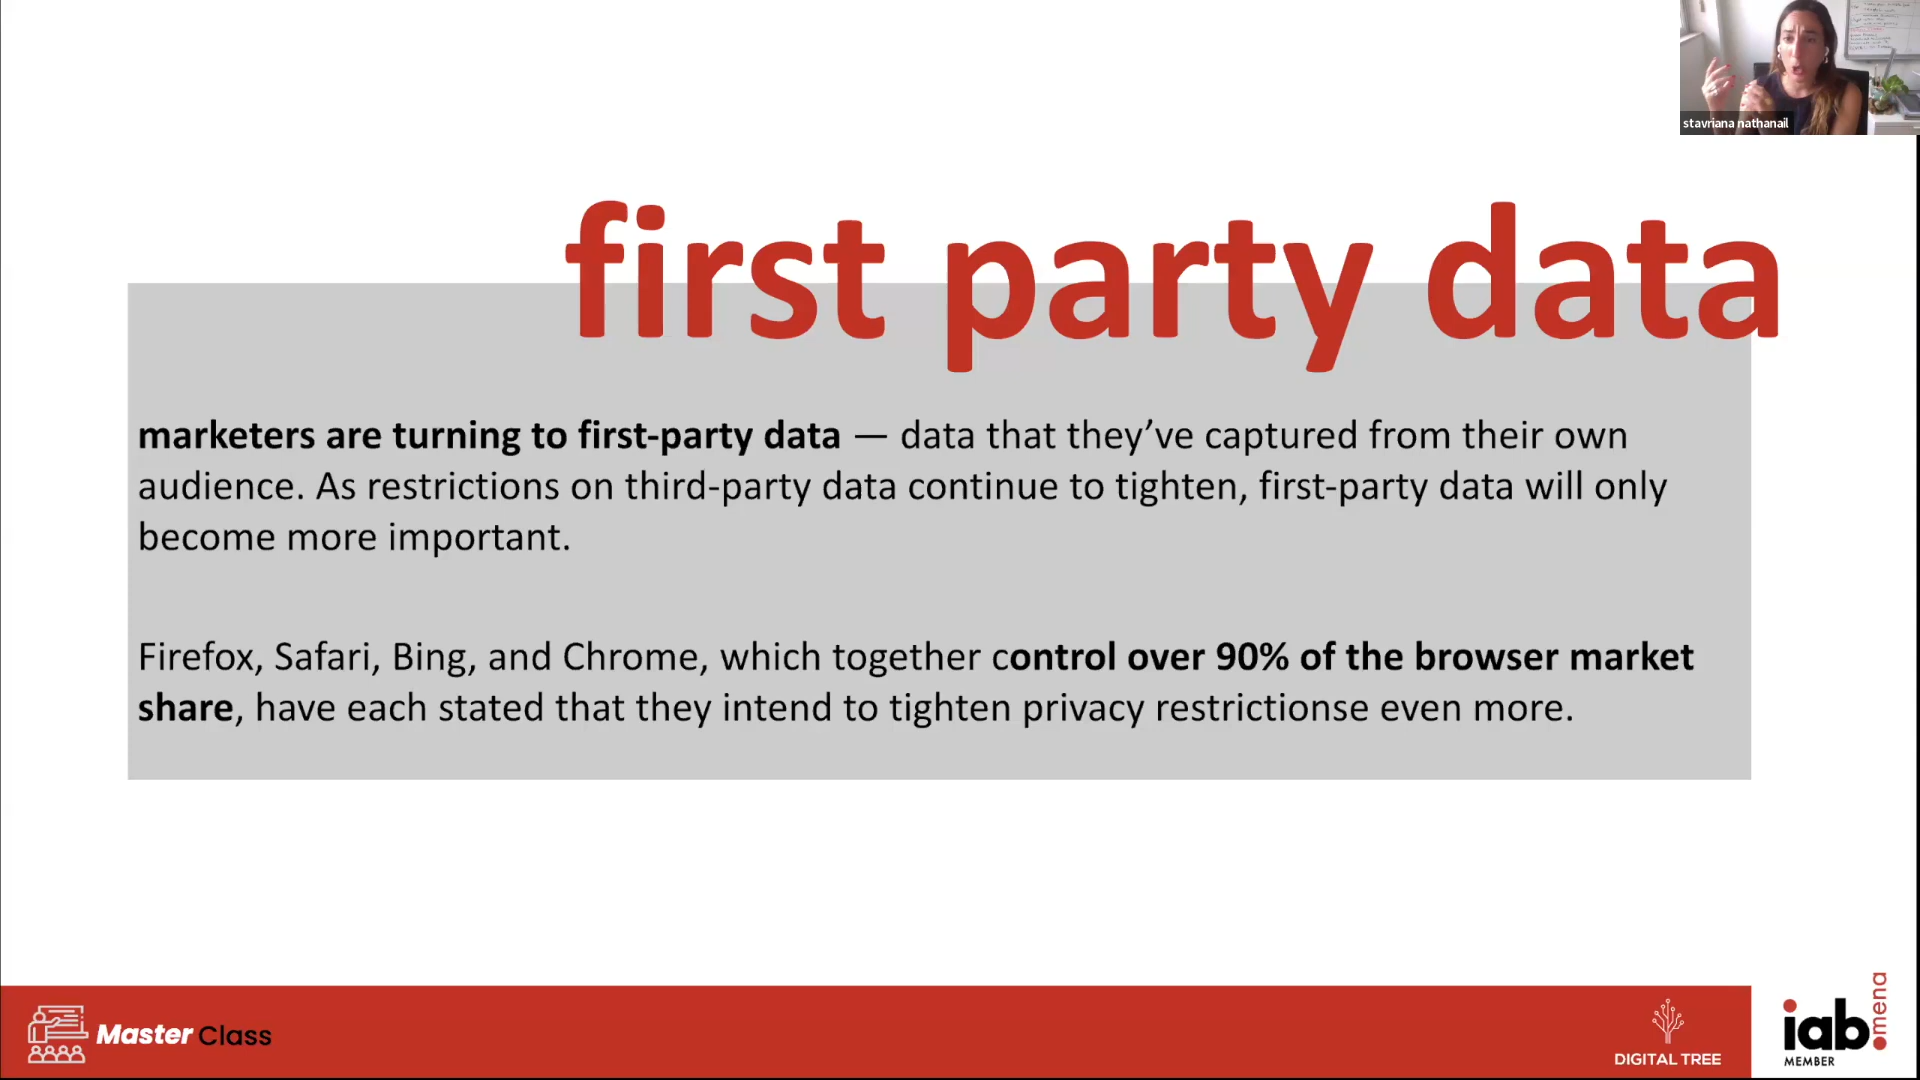 stavriana nathanail
first party data
marketers are turning to first-party data — data that they’ve captured from their own
audience. As restrictions on third-party data continue to tighten, first-party data will only
become more important.
Firefox, Safari, Bing, and Chrome, which together control over 90% of the browser market
share, have each stated that they intend to tighten privacy restrictionse even more.
Master Class
DIGITAL TREE
iab mena
MEMBER